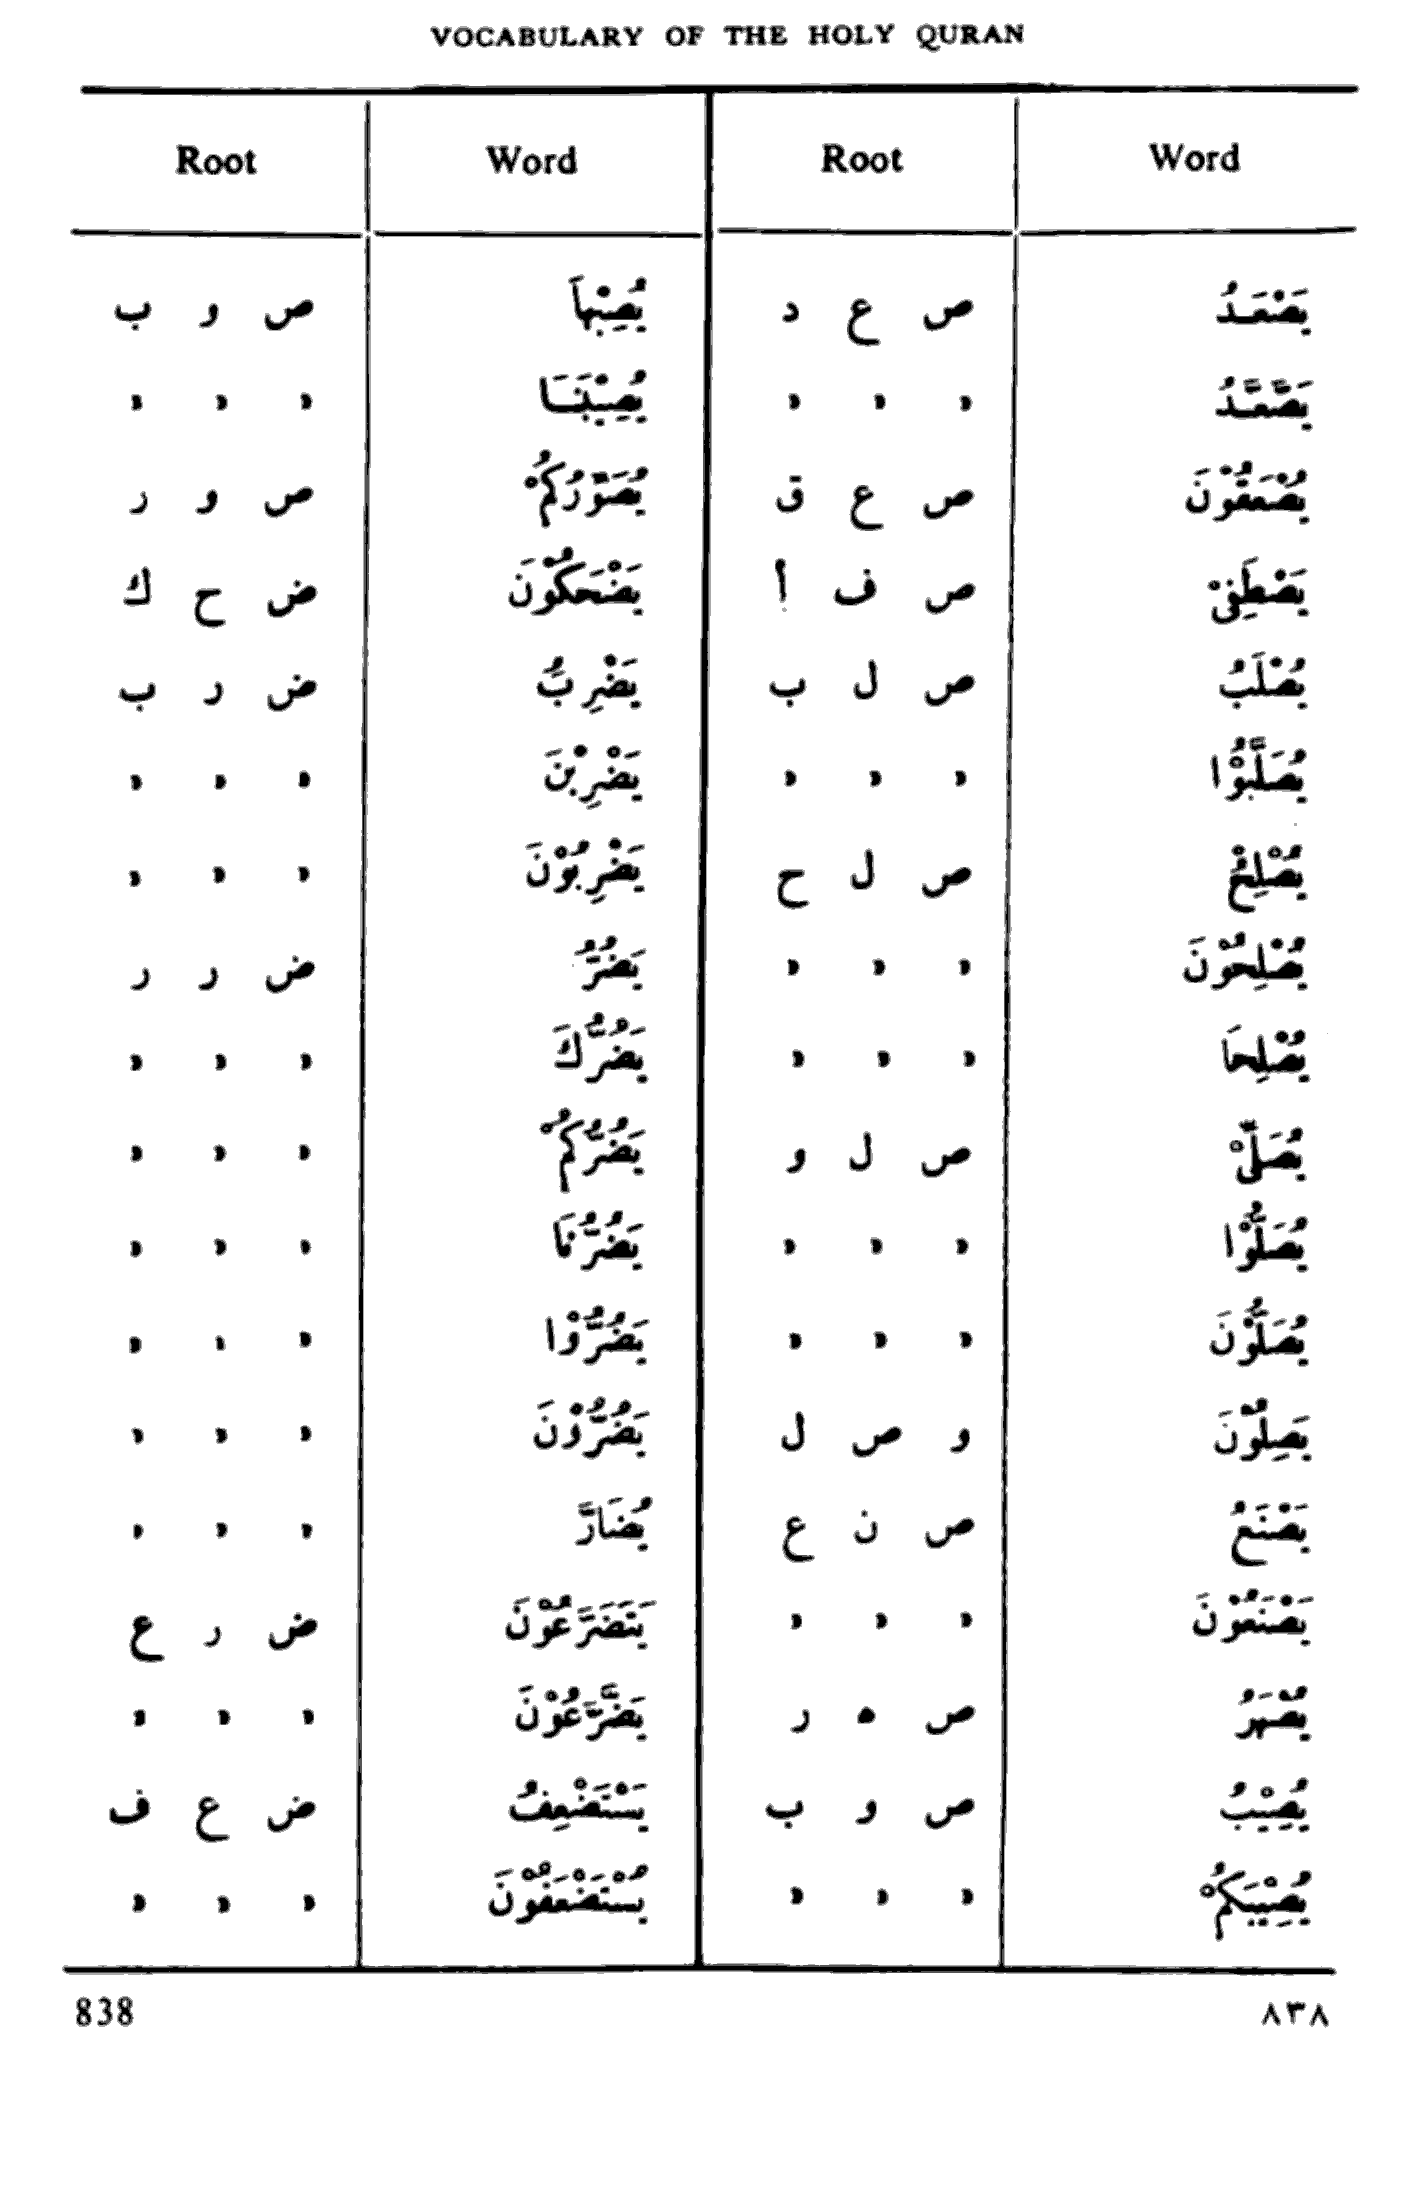 VOCABULARY OF THE HOLY QURAN
Root Word Root Word
يَصْعَدُ ص ع د يُصِبْهَا ص و ب
يَصَّعَّدُ ، ، ، يُصِيْبَنَا ، ، ،
يُصْعَقُوْنَ ص ع ق يُصَوِّرُكُمْ ص و ر
يَصْطَفِيْ ص ف أ يَضْحَكُوْنَ ض ح ك
يُصْلَبُ ص ل ب يَضْرِبُ ض ر ب
يُصَلَّبُوْا ، ، ، يَضْرِبْنَ ، ، ،
يُصْلِحْ ص ل ح يَضْرِبُوْنَ ، ، ،
يُصْلِحُوْنَ ، ، ، يَضُرُّ ض ر ر
يُصْلِحَا ، ، ، يَضُرُّكَ ، ، ،
يُصَلِّيْ ص ل و يَضُرُّكُمْ ، ، ،
يُصَلُّوْا ، ، ، يَضُرُّنَا ، ، ،
يُصَلُّوْنَ ، ، ، يَضُرُّوْا ، ، ،
يَصِلُوْنَ و ص ل يَضُرُّوْنَ ، ، ،
يَصْنَعُ ص ن ع يُضَارَّ ، ، ،
يَصْنَعُوْنَ ، ، ، يَتَضَرَّعُوْنَ ض ر ع
يُصْهَرُ ص ه ر يَضَّرَّعُوْنَ ، ، ،
يُصِيْبُ ص و ب يَسْتَضْعِفُ ض ع ف
يُصِيْبَكُمْ ، ، ، يُسْتَضْعَفُوْنَ ، ، ،
838 ٨٣٨